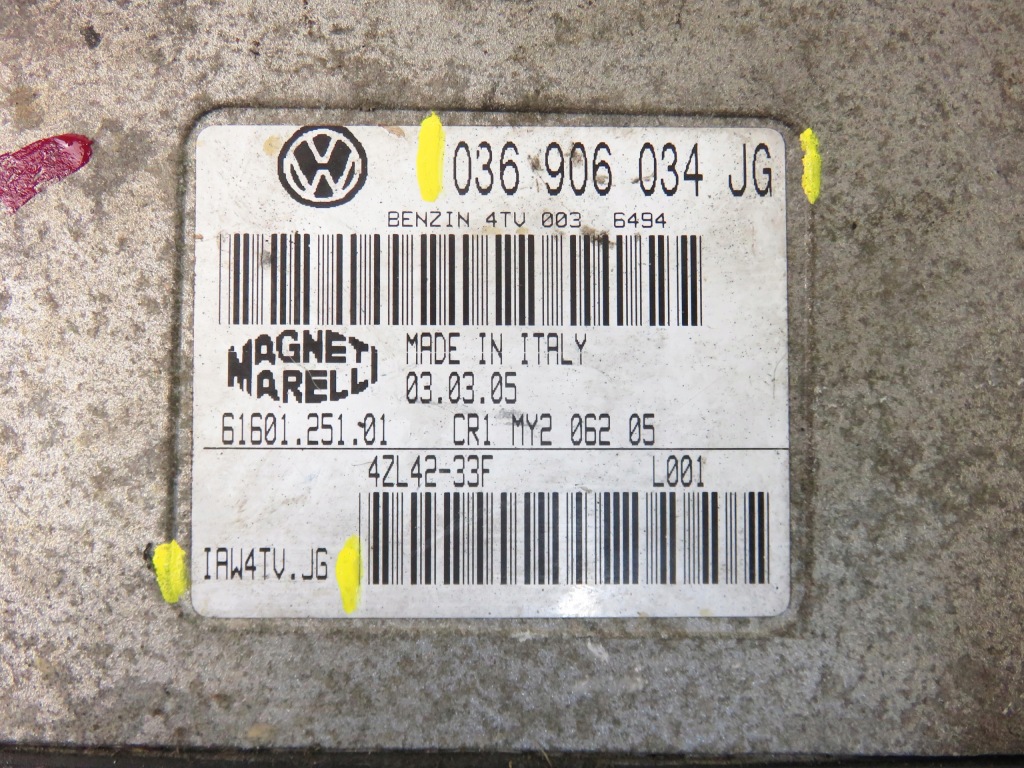 VW 036 906 034 JG
BENZIN 4TV 003 6494
MAGNETI MARELLI
MADE IN ITALY
03.03.05
61601.251.01 CR1 MY2 062 05
4ZL42-33F L001
IAW4TV.JG